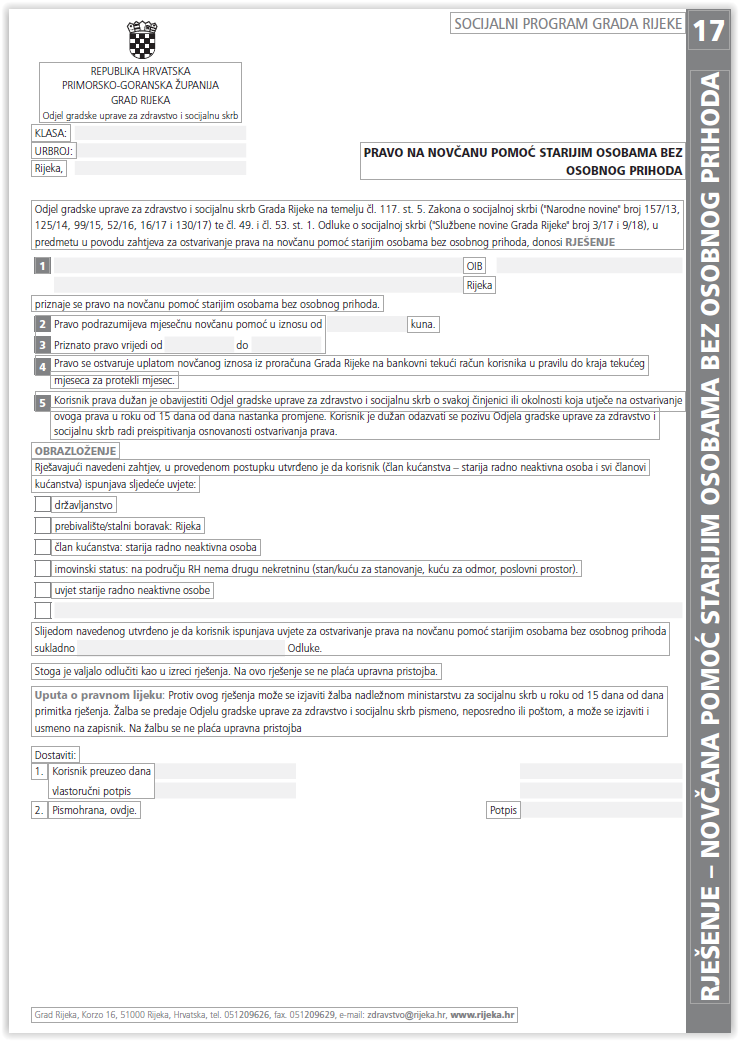 SOCIJALNI PROGRAM GRADA RIJEKE
17
REPUBLIKA HRVATSKA
PRIMORSKO-GORANSKA ŽUPANIJA
GRAD RIJEKA
Odjel gradske uprave za zdravstvo i socijalnu skrb
KLASA:
URBROJ:
Rijeka,
PRAVO NA NOVČANU POMOĆ STARIJIM OSOBAMA BEZ
OSOBNOG PRIHODA
Odjel gradske uprave za zdravstvo i socijalnu skrb Grada Rijeke na temelju čl. 117. st. 5. Zakona o socijalnoj skrbi ("Narodne novine" broj 157/13,
125/14, 99/15, 52/16, 16/17 i 130/17) te čl. 49. i čl. 53. st. 1. Odluke o socijalnoj skrbi ("Službene novine Grada Rijeke" broj 3/17 i 9/18), u
predmetu u povodu zahtjeva za ostvarivanje prava na novčanu pomoć starijim osobama bez osobnog prihoda, donosi RJEŠENJE
1 OIB
Rijeka
priznaje se pravo na novčanu pomoć starijim osobama bez osobnog prihoda.
2 Pravo podrazumijeva mjesečnu novčanu pomoć u iznosu od kuna.
3 Priznato pravo vrijedi od do
4 Pravo se ostvaruje uplatom novčanog iznosa iz proračuna Grada Rijeke na bankovni tekući račun korisnika u pravilu do kraja tekućeg
mjeseca za protekli mjesec.
5 Korisnik prava dužan je obavijestiti Odjel gradske uprave za zdravstvo i socijalnu skrb o svakoj činjenici ili okolnosti koja utječe na ostvarivanje
ovoga prava u roku od 15 dana od dana nastanka promjene. Korisnik je dužan odazvati se pozivu Odjela gradske uprave za zdravstvo i
socijalnu skrb radi preispitivanja osnovanosti ostvarivanja prava.
OBRAZLOŽENJE
Rješavajući navedeni zahtjev, u provedenom postupku utvrđeno je da korisnik (član kućanstva – starija radno neaktivna osoba i svi članovi
kućanstva) ispunjava sljedeće uvjete:
državljanstvo
prebivalište/stalni boravak: Rijeka
član kućanstva: starija radno neaktivna osoba
imovinski status: na području RH nema drugu nekretninu (stan/kuću za stanovanje, kuću za odmor, poslovni prostor).
uvjet starije radno neaktivne osobe
Slijedom navedenog utvrđeno je da korisnik ispunjava uvjete za ostvarivanje prava na novčanu pomoć starijim osobama bez osobnog prihoda
sukladno Odluke.
Stoga je valjalo odlučiti kao u izreci rješenja. Na ovo rješenje se ne plaća upravna pristojba.
Uputa o pravnom lijeku: Protiv ovog rješenja može se izjaviti žalba nadležnom ministarstvu za socijalnu skrb u roku od 15 dana od dana
primitka rješenja. Žalba se predaje Odjelu gradske uprave za zdravstvo i socijalnu skrb pismeno, neposredno ili poštom, a može se izjaviti i
usmeno na zapisnik. Na žalbu se ne plaća upravna pristojba
Dostaviti:
1. Korisnik preuzeo dana
vlastoručni potpis
2. Pismohrana, ovdje. Potpis
Grad Rijeka, Korzo 16, 51000 Rijeka, Hrvatska, tel. 051209626, fax. 051209629, e-mail: zdravstvo@rijeka.hr, www.rijeka.hr
RJEŠENJE – NOVČANA POMOĆ STARIJIM OSOBAMA BEZ OSOBNOG PRIHODA